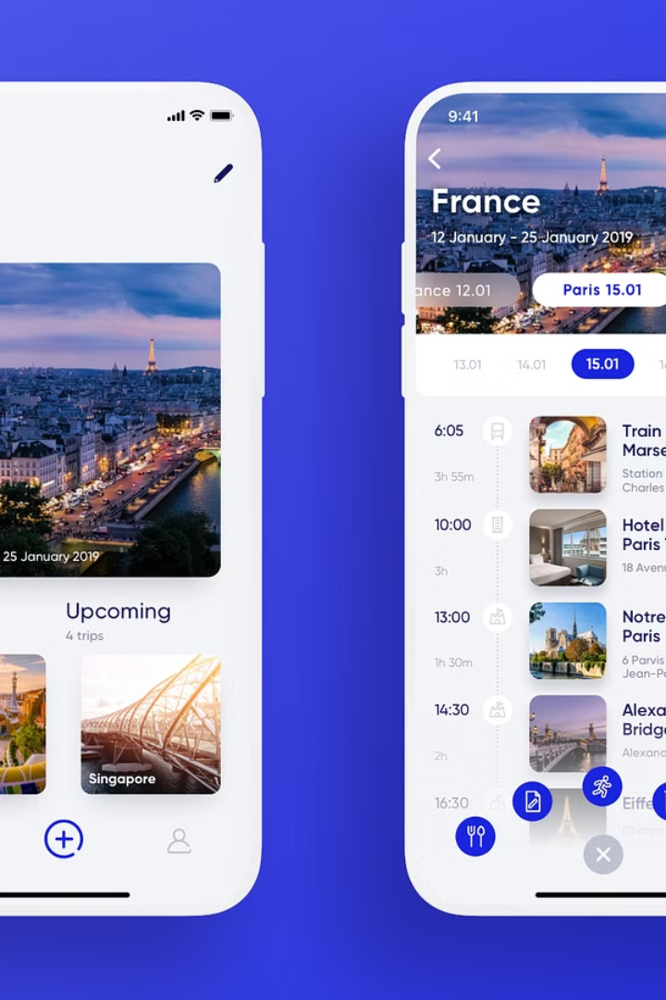 25 January 2019
Upcoming
4 trips
Singapore
9:41
France
12 January - 25 January 2019
ance 12.01
Paris 15.01
13.01
14.01
15.01
6:05
Train
Marse
Station
Charles
3h 55m
10:00
Hotel
Paris 1
18 Avenu
3h
13:00
Notre
Paris
6 Parvis
Jean-Pa
1h 30m
14:30
Alexa
Bridge
Alexand
2h
16:30
Eiffe
Champ